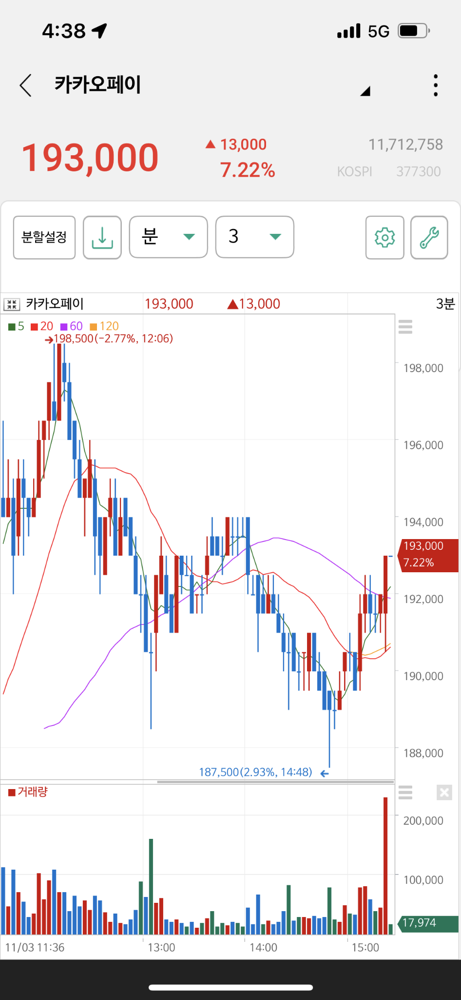 4:38 5G
카카오페이
193,000 ▲ 13,000 11,712,758
7.22% KOSPI 377300
분할설정 분 3
카카오페이 193,000 ▲13,000 3분
5 20 60 120
→198,500(-2.77%, 12:06)
198,000
196,000
194,000
193,000
7.22%
192,000
190,000
188,000
187,500(2.93%, 14:48) ←
거래량
200,000
100,000
17,974
11/03 11:36 13:00 14:00 15:00